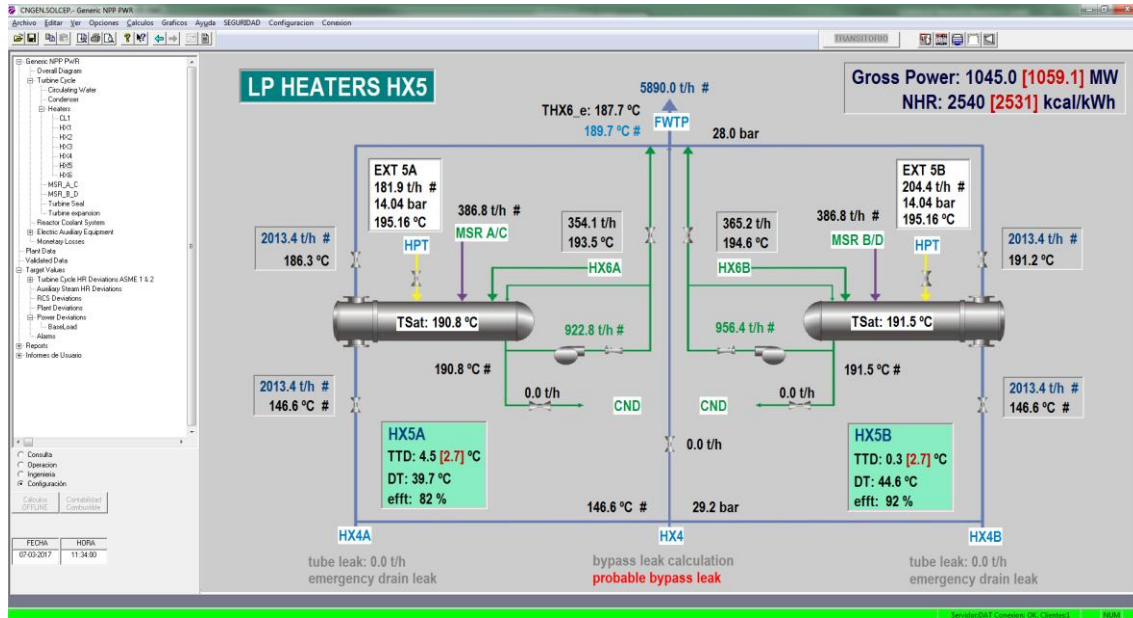 CNGEN.SOLCEP.- Generic NPP PWR
Archivo Editar Ver Opciones Calculos Graficos Ayuda SEGURIDAD Configuracion Conexion
TRANSITORIO
Generic NPP PWR
Overall Diagram
Turbine Cycle
Circulating Water
Condenser
Heaters
CL1
HX1
HX2
HX3
HX4
HX5
HX6
MSR_A_C
MSR_B_D
Turbine Seal
Turbine expansion
Reactor Coolant System
Electric Auxiliary Equipment
Monetary Losses
Plant Data
Validated Data
Target Values
Turbine Cycle HR Deviations ASME 1 & 2
Auxiliary Steam HR Deviations
RCS Deviations
Plant Deviations
Power Deviations
BaseLoad
Alarms
Reports
Informes de Usuario
Consulta
Operacion
Ingenieria
Configuración
Cálculos OFFLINE
Contabilidad Combustible
FECHA HORA
07-03-2017 11:34:00
LP HEATERS HX5
Gross Power: 1045.0 [1059.1] MW
NHR: 2540 [2531] kcal/kWh
5890.0 t/h #
THX6_e: 187.7 ºC
189.7 ºC #
FWTP
28.0 bar
EXT 5A
181.9 t/h #
14.04 bar
195.16 ºC
HPT
386.8 t/h #
MSR A/C
354.1 t/h
193.5 ºC
HX6A
365.2 t/h
194.6 ºC
HX6B
386.8 t/h #
MSR B/D
EXT 5B
204.4 t/h #
14.04 bar
195.16 ºC
HPT
2013.4 t/h #
186.3 ºC
2013.4 t/h #
191.2 ºC
TSat: 190.8 ºC
TSat: 191.5 ºC
922.8 t/h #
956.4 t/h #
190.8 ºC #
191.5 ºC #
2013.4 t/h #
146.6 ºC #
0.0 t/h
CND
CND
0.0 t/h
2013.4 t/h #
146.6 ºC #
HX5A
TTD: 4.5 [2.7] ºC
DT: 39.7 ºC
efft: 82 %
0.0 t/h
HX5B
TTD: 0.3 [2.7] ºC
DT: 44.6 ºC
efft: 92 %
146.6 ºC #
29.2 bar
HX4A
HX4
HX4B
tube leak: 0.0 t/h
emergency drain leak
bypass leak calculation
probable bypass leak
tube leak: 0.0 t/h
emergency drain leak
Servidor:DAT Conexion: OK, Clientes:1 NUM